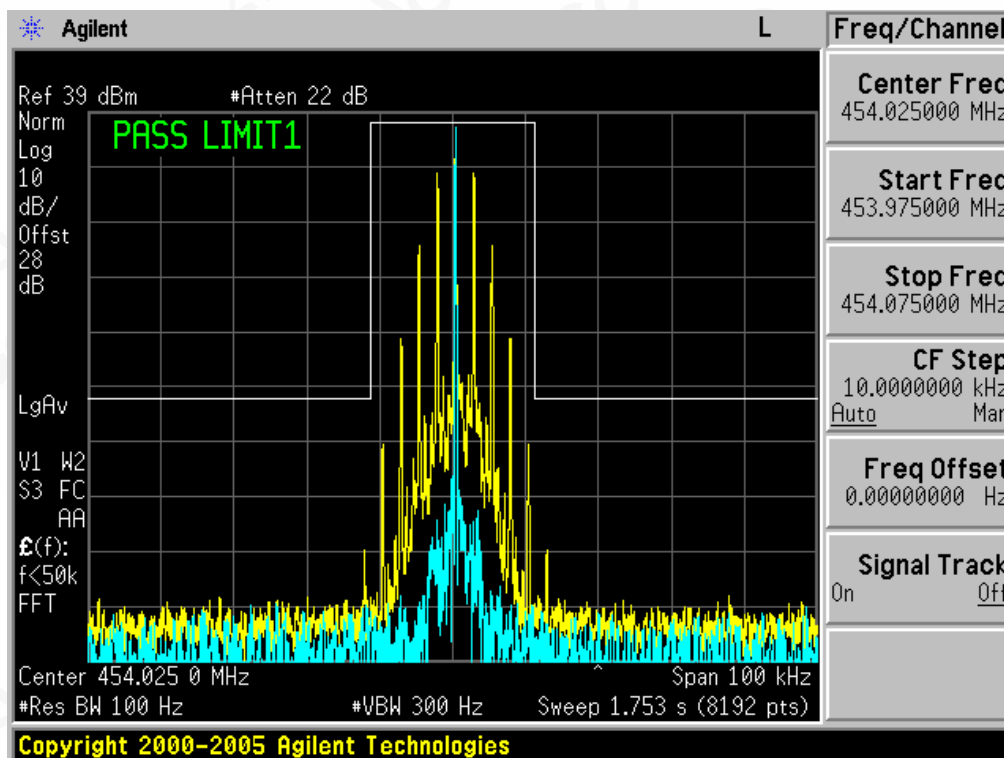 Agilent L
Ref 39 dBm #Atten 22 dB
Norm
Log
10
dB/
Offst
28
dB
PASS LIMIT1
LgAv
V1 W2
S3 FC
AA
£(f):
f<50k
FFT
Center 454.025 0 MHz ^ Span 100 kHz
#Res BW 100 Hz #VBW 300 Hz Sweep 1.753 s (8192 pts)
Copyright 2000-2005 Agilent Technologies
Freq/Channel
Center Freq
454.025000 MHz
Start Freq
453.975000 MHz
Stop Freq
454.075000 MHz
CF Step
10.0000000 kHz
Auto Man
Freq Offset
0.00000000 Hz
Signal Track
On Off